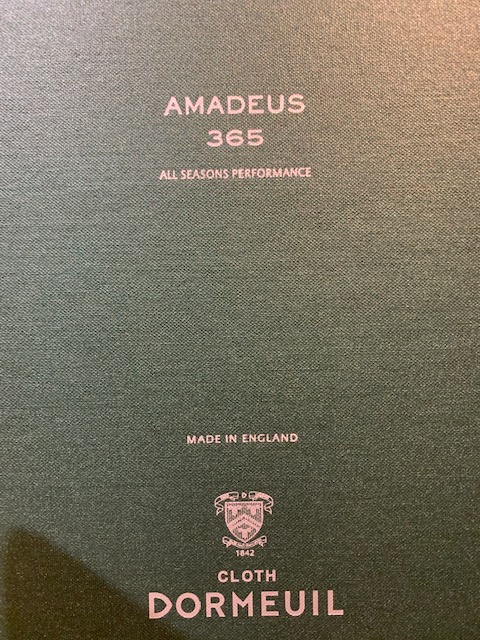 AMADEUS
365
ALL SEASONS PERFORMANCE
MADE IN ENGLAND
D
1842
CLOTH
DORMEUIL